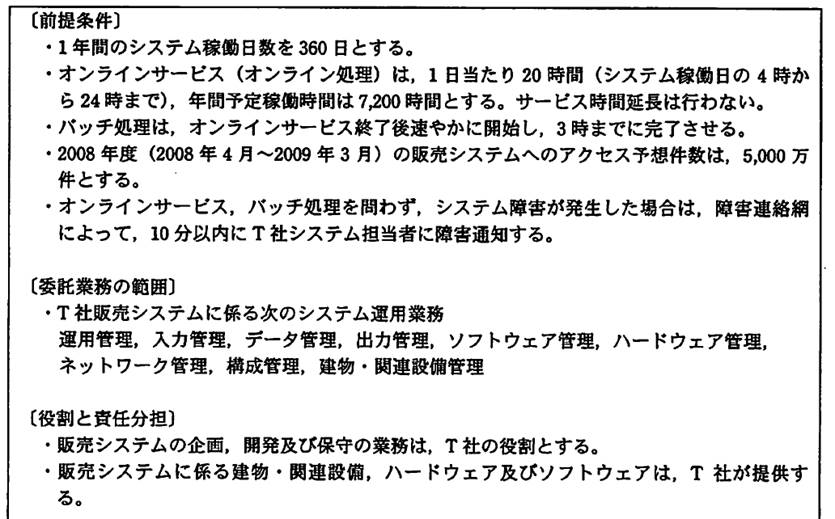 〔前提条件〕
・1年間のシステム稼働日数を360日とする。
・オンラインサービス（オンライン処理）は，1日当たり20時間（システム稼働日の4時か
ら24時まで），年間予定稼働時間は7,200時間とする。サービス時間延長は行わない。
・バッチ処理は，オンラインサービス終了後速やかに開始し，3時までに完了させる。
・2008年度（2008年4月～2009年3月）の販売システムへのアクセス予想件数は，5,000万
件とする。
・オンラインサービス，バッチ処理を問わず，システム障害が発生した場合は，障害連絡網
によって，10分以内にT社システム担当者に障害通知する。
〔委託業務の範囲〕
・T社販売システムに係る次のシステム運用業務
運用管理，入力管理，データ管理，出力管理，ソフトウェア管理，ハードウェア管理，
ネットワーク管理，構成管理，建物・関連設備管理
〔役割と責任分担〕
・販売システムの企画，開発及び保守の業務は，T社の役割とする。
・販売システムに係る建物・関連設備，ハードウェア及びソフトウェアは，T社が提供す
る。